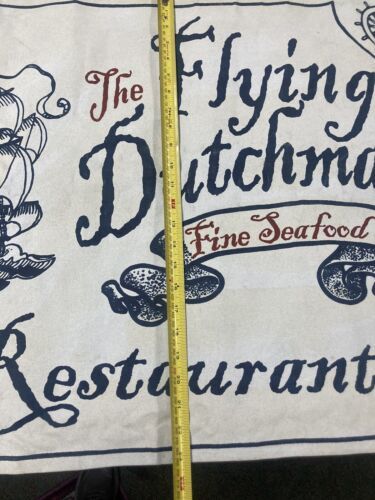 The Flying
Dutchma
Fine Seafood
Restaurant